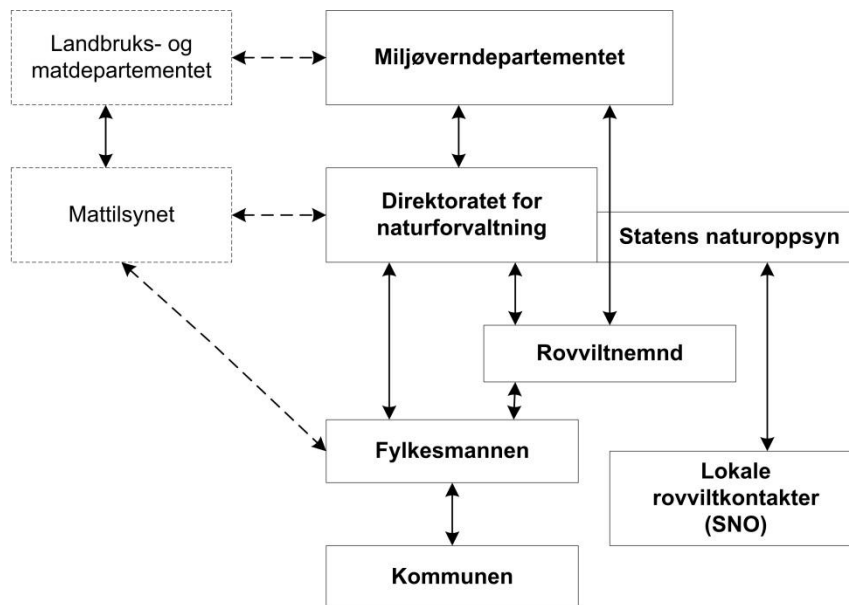 Landbruks- og
matdepartementet
Miljøverndepartementet
Mattilsynet
Direktoratet for
naturforvaltning
Statens naturoppsyn
Rovviltnemnd
Fylkesmannen
Lokale
rovviltkontakter
(SNO)
Kommunen